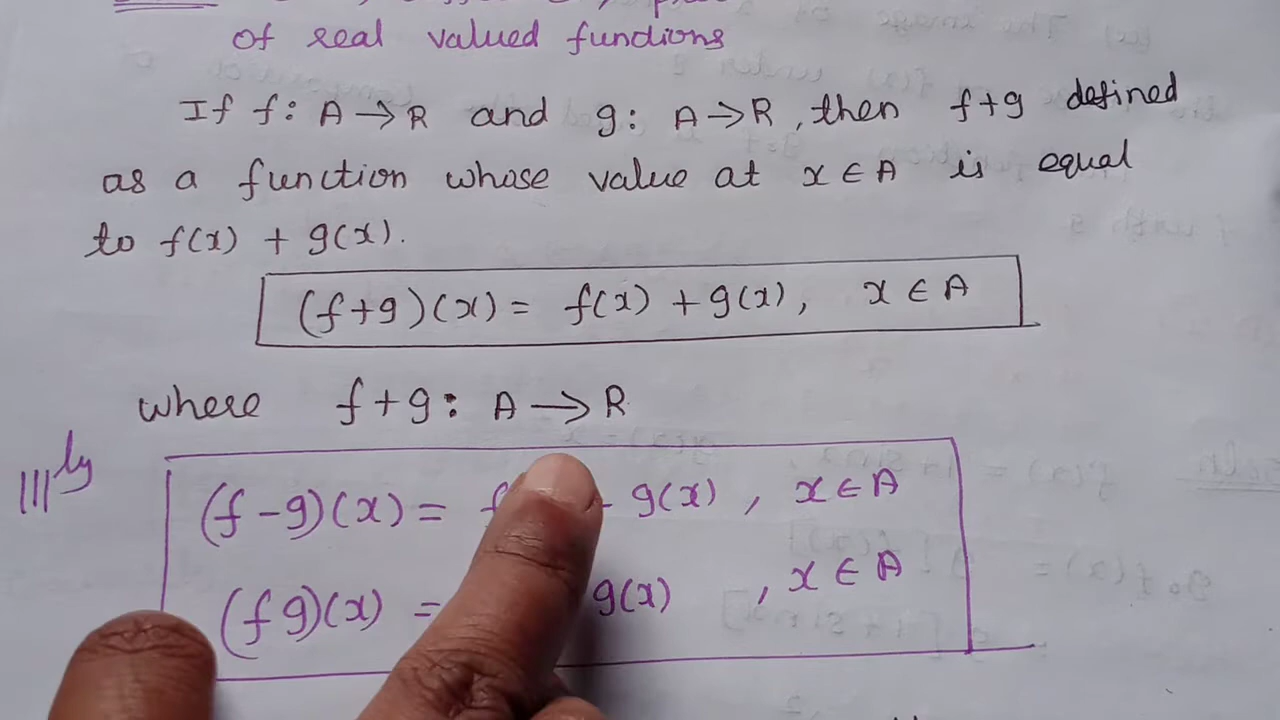 of real valued functions
If f: A → R and g: A → R, then f+g defined
as a function whose value at x ∈ A is equal
to f(x) + g(x).
(f+g)(x) = f(x) + g(x), x ∈ A
where f+g: A → R
|||ly
(f-g)(x) = f - g(x), x ∈ A
(fg)(x) = g(x), x ∈ A